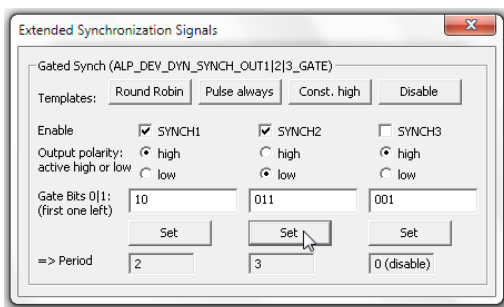 Extended Synchronization Signals
Gated Synch (ALP_DEV_DYN_SYNCH_OUT1|2|3_GATE)
Templates: Round Robin Pulse always Const. high Disable
Enable SYNCH1 SYNCH2 SYNCH3
Output polarity: high high high
active high or low low low low
Gate Bits 0|1: 10 011 001
(first one left)
Set Set Set
=> Period 2 3 0 (disable)